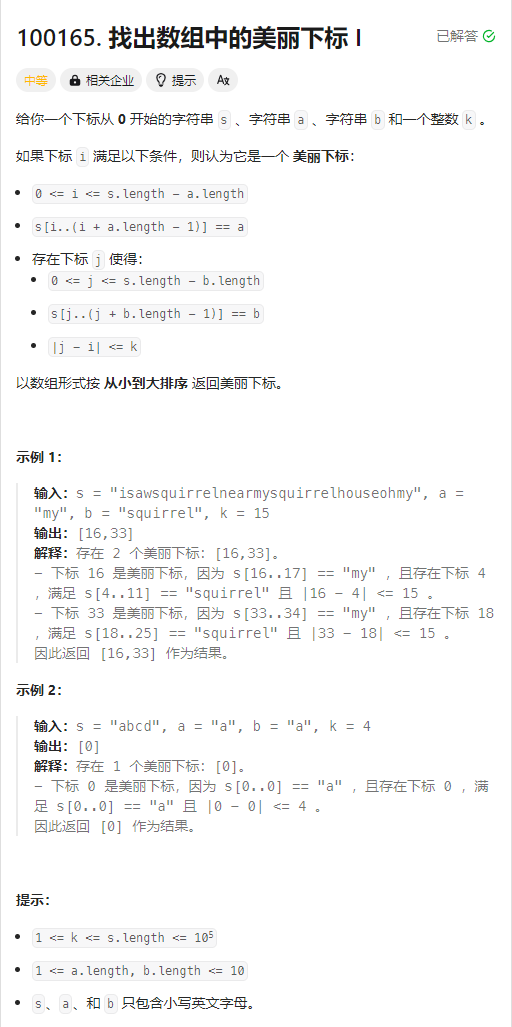 100165. 找出数组中的美丽下标 I
已解答
中等 相关企业 提示
给你一个下标从 0 开始的字符串 s 、字符串 a 、字符串 b 和一个整数 k 。
如果下标 i 满足以下条件，则认为它是一个 美丽下标：
• 0 <= i <= s.length - a.length
• s[i..(i + a.length - 1)] == a
• 存在下标 j 使得：
• 0 <= j <= s.length - b.length
• s[j..(j + b.length - 1)] == b
• |j - i| <= k
以数组形式按 从小到大排序 返回美丽下标。
示例 1：
输入：s = "isawsquirrelnearmysquirrelhouseohmy", a =
"my", b = "squirrel", k = 15
输出：[16,33]
解释：存在 2 个美丽下标：[16,33]。
- 下标 16 是美丽下标，因为 s[16..17] == "my" ，且存在下标 4
，满足 s[4..11] == "squirrel" 且 |16 - 4| <= 15 。
- 下标 33 是美丽下标，因为 s[33..34] == "my" ，且存在下标 18
，满足 s[18..25] == "squirrel" 且 |33 - 18| <= 15 。
因此返回 [16,33] 作为结果。
示例 2：
输入：s = "abcd", a = "a", b = "a", k = 4
输出：[0]
解释：存在 1 个美丽下标：[0]。
- 下标 0 是美丽下标，因为 s[0..0] == "a" ，且存在下标 0 ，满
足 s[0..0] == "a" 且 |0 - 0| <= 4 。
因此返回 [0] 作为结果。
提示：
• 1 <= k <= s.length <= 10⁵
• 1 <= a.length, b.length <= 10
• s、a、和 b 只包含小写英文字母。